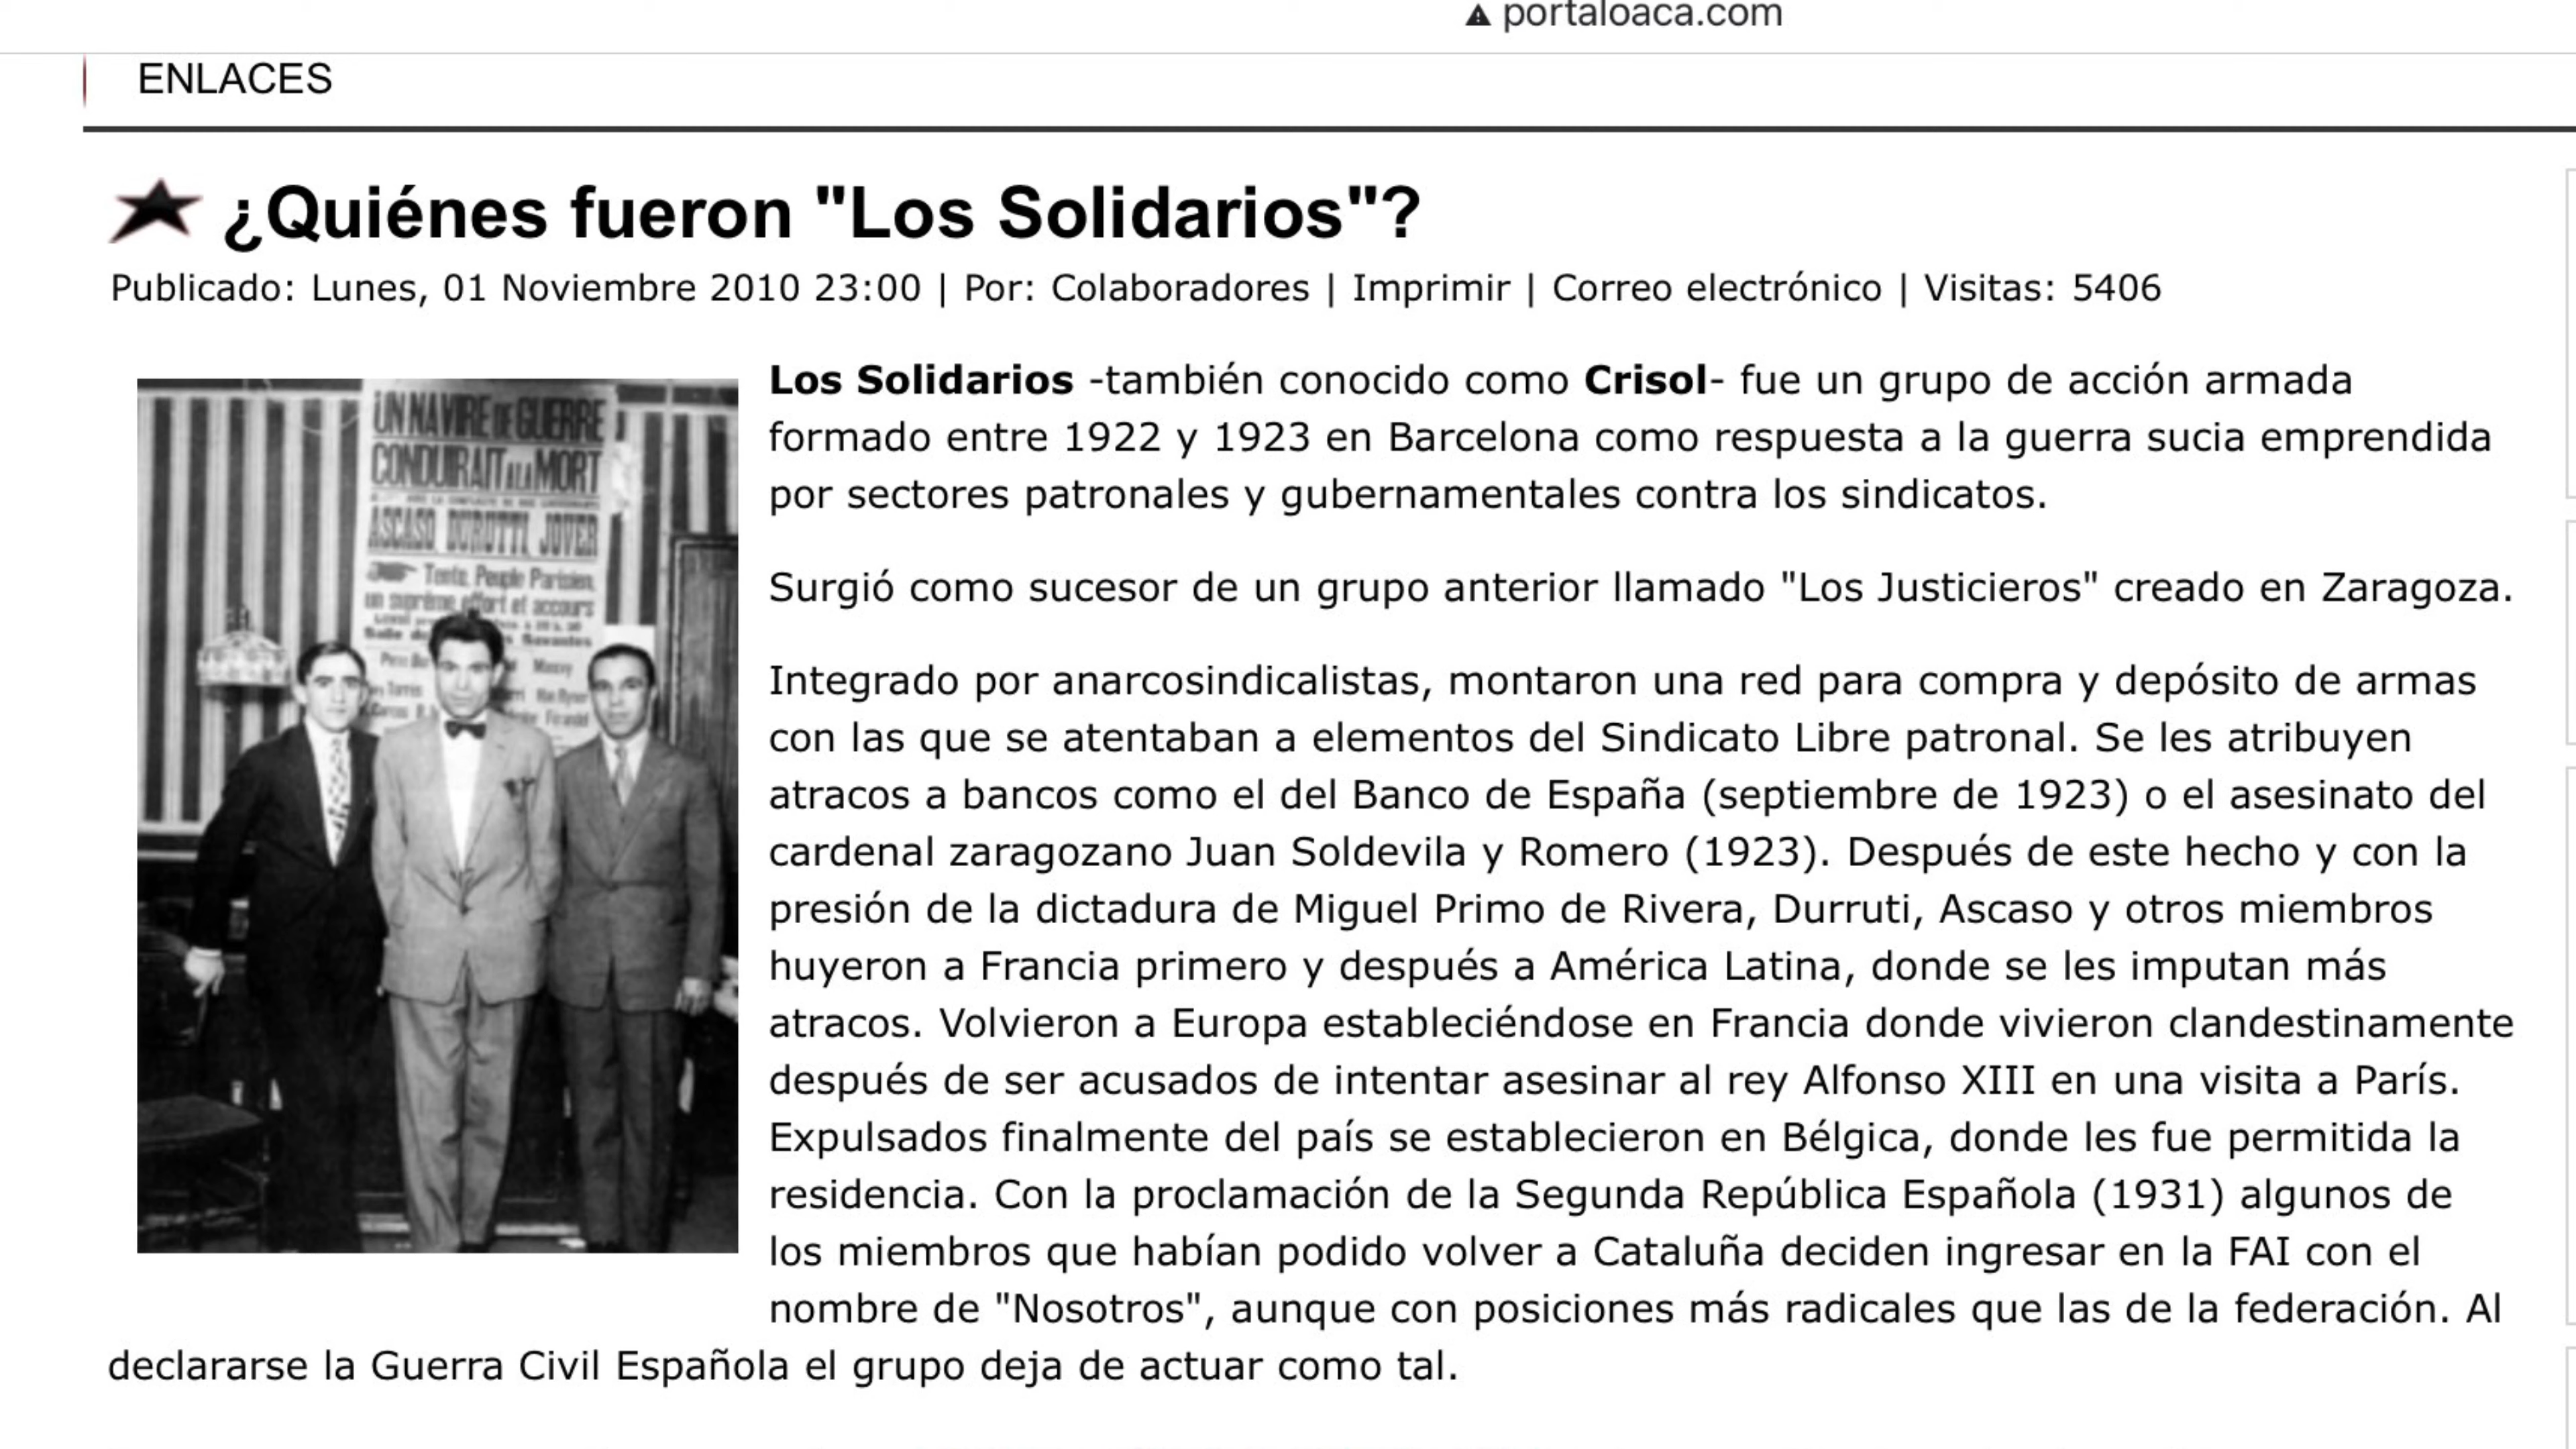 portaloaca.com
ENLACES
¿Quiénes fueron "Los Solidarios"?
Publicado: Lunes, 01 Noviembre 2010 23:00 | Por: Colaboradores | Imprimir | Correo electrónico | Visitas: 5406
UN NAVIRE DE GUERRE
CONDUIRAIT A LA MORT
ASCASO DURUTTI JOVER
Tente, Peuple Parisien,
un suprême effort et accours
Salle des Savantes
Los Solidarios -también conocido como Crisol- fue un grupo de acción armada
formado entre 1922 y 1923 en Barcelona como respuesta a la guerra sucia emprendida
por sectores patronales y gubernamentales contra los sindicatos.
Surgió como sucesor de un grupo anterior llamado "Los Justicieros" creado en Zaragoza.
Integrado por anarcosindicalistas, montaron una red para compra y depósito de armas
con las que se atentaban a elementos del Sindicato Libre patronal. Se les atribuyen
atracos a bancos como el del Banco de España (septiembre de 1923) o el asesinato del
cardenal zaragozano Juan Soldevila y Romero (1923). Después de este hecho y con la
presión de la dictadura de Miguel Primo de Rivera, Durruti, Ascaso y otros miembros
huyeron a Francia primero y después a América Latina, donde se les imputan más
atracos. Volvieron a Europa estableciéndose en Francia donde vivieron clandestinamente
después de ser acusados de intentar asesinar al rey Alfonso XIII en una visita a París.
Expulsados finalmente del país se establecieron en Bélgica, donde les fue permitida la
residencia. Con la proclamación de la Segunda República Española (1931) algunos de
los miembros que habían podido volver a Cataluña deciden ingresar en la FAI con el
nombre de "Nosotros", aunque con posiciones más radicales que las de la federación. Al
declararse la Guerra Civil Española el grupo deja de actuar como tal.